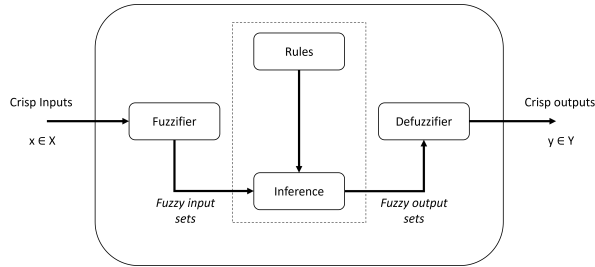 Rules
Crisp Inputs
x ∈ X
Fuzzifier
Defuzzifier
Crisp outputs
y ∈ Y
Inference
Fuzzy input
sets
Fuzzy output
sets